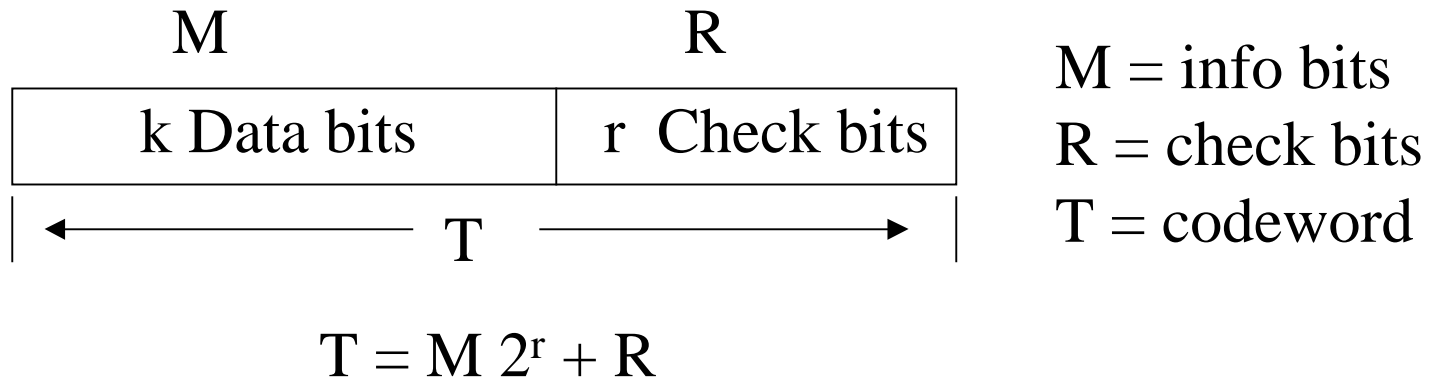 M R
k Data bits r Check bits
T
M = info bits
R = check bits
T = codeword
T = M 2ʳ + R